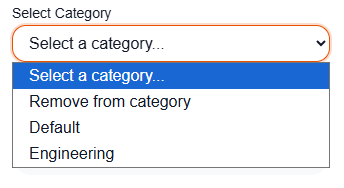 Select Category
Select a category...
Select a category...
Remove from category
Default
Engineering